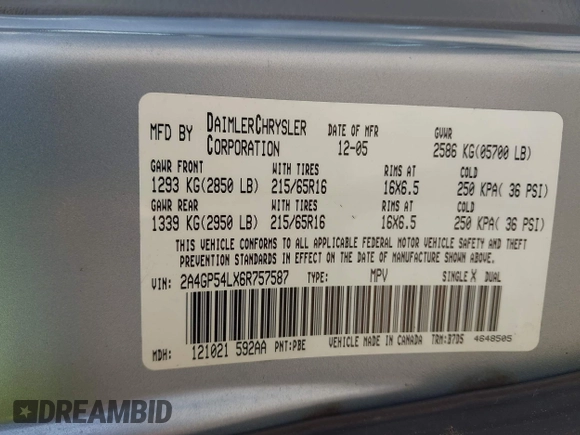 MFD BY DAIMLERCHRYSLER CORPORATION DATE OF MFR 12-05 GVWR 2586 KG(05700 LB)
GAWR FRONT WITH TIRES RIMS AT COLD
1293 KG(2850 LB) 215/65R16 16X6.5 250 KPA( 36 PSI)
GAWR REAR WITH TIRES RIMS AT COLD
1339 KG(2950 LB) 215/65R16 16X6.5 250 KPA( 36 PSI)
THIS VEHICLE CONFORMS TO ALL APPLICABLE FEDERAL MOTOR VEHICLE SAFETY AND THEFT
PREVENTION STANDARDS IN EFFECT ON THE DATE OF MANUFACTURE SHOWN ABOVE.
VIN: 2A4GP54LX6R757587 TYPE: MPV SINGLE X DUAL
MDH: 121021 592AA PNT:PBE VEHICLE MADE IN CANADA TRM:B7D5 4648505
DREAMBID